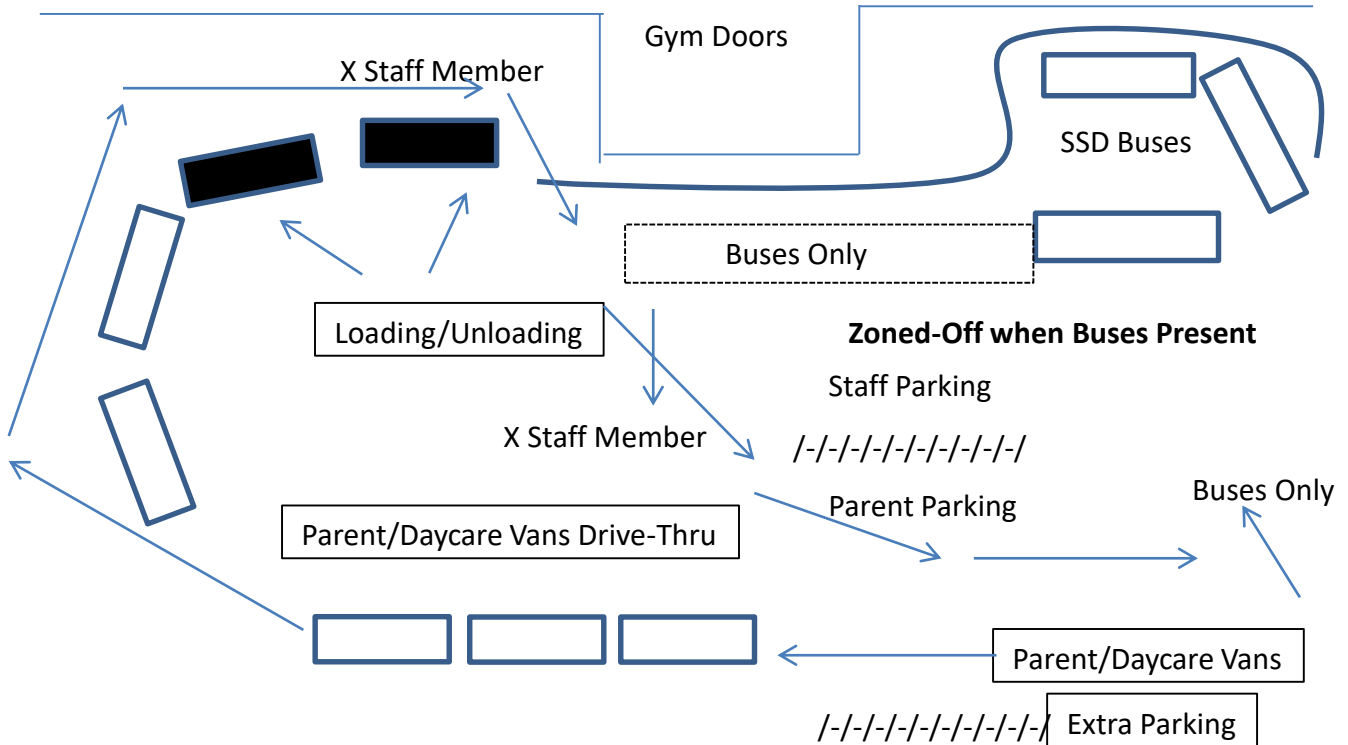 Gym Doors
X Staff Member
SSD Buses
Buses Only
Loading/Unloading
Zoned-Off when Buses Present
Staff Parking
X Staff Member
/-/-/-/-/-/-/-/-/-/-/
Parent Parking
Buses Only
Parent/Daycare Vans Drive-Thru
Parent/Daycare Vans
/-/-/-/-/-/-/-/-/-/-/
Extra Parking